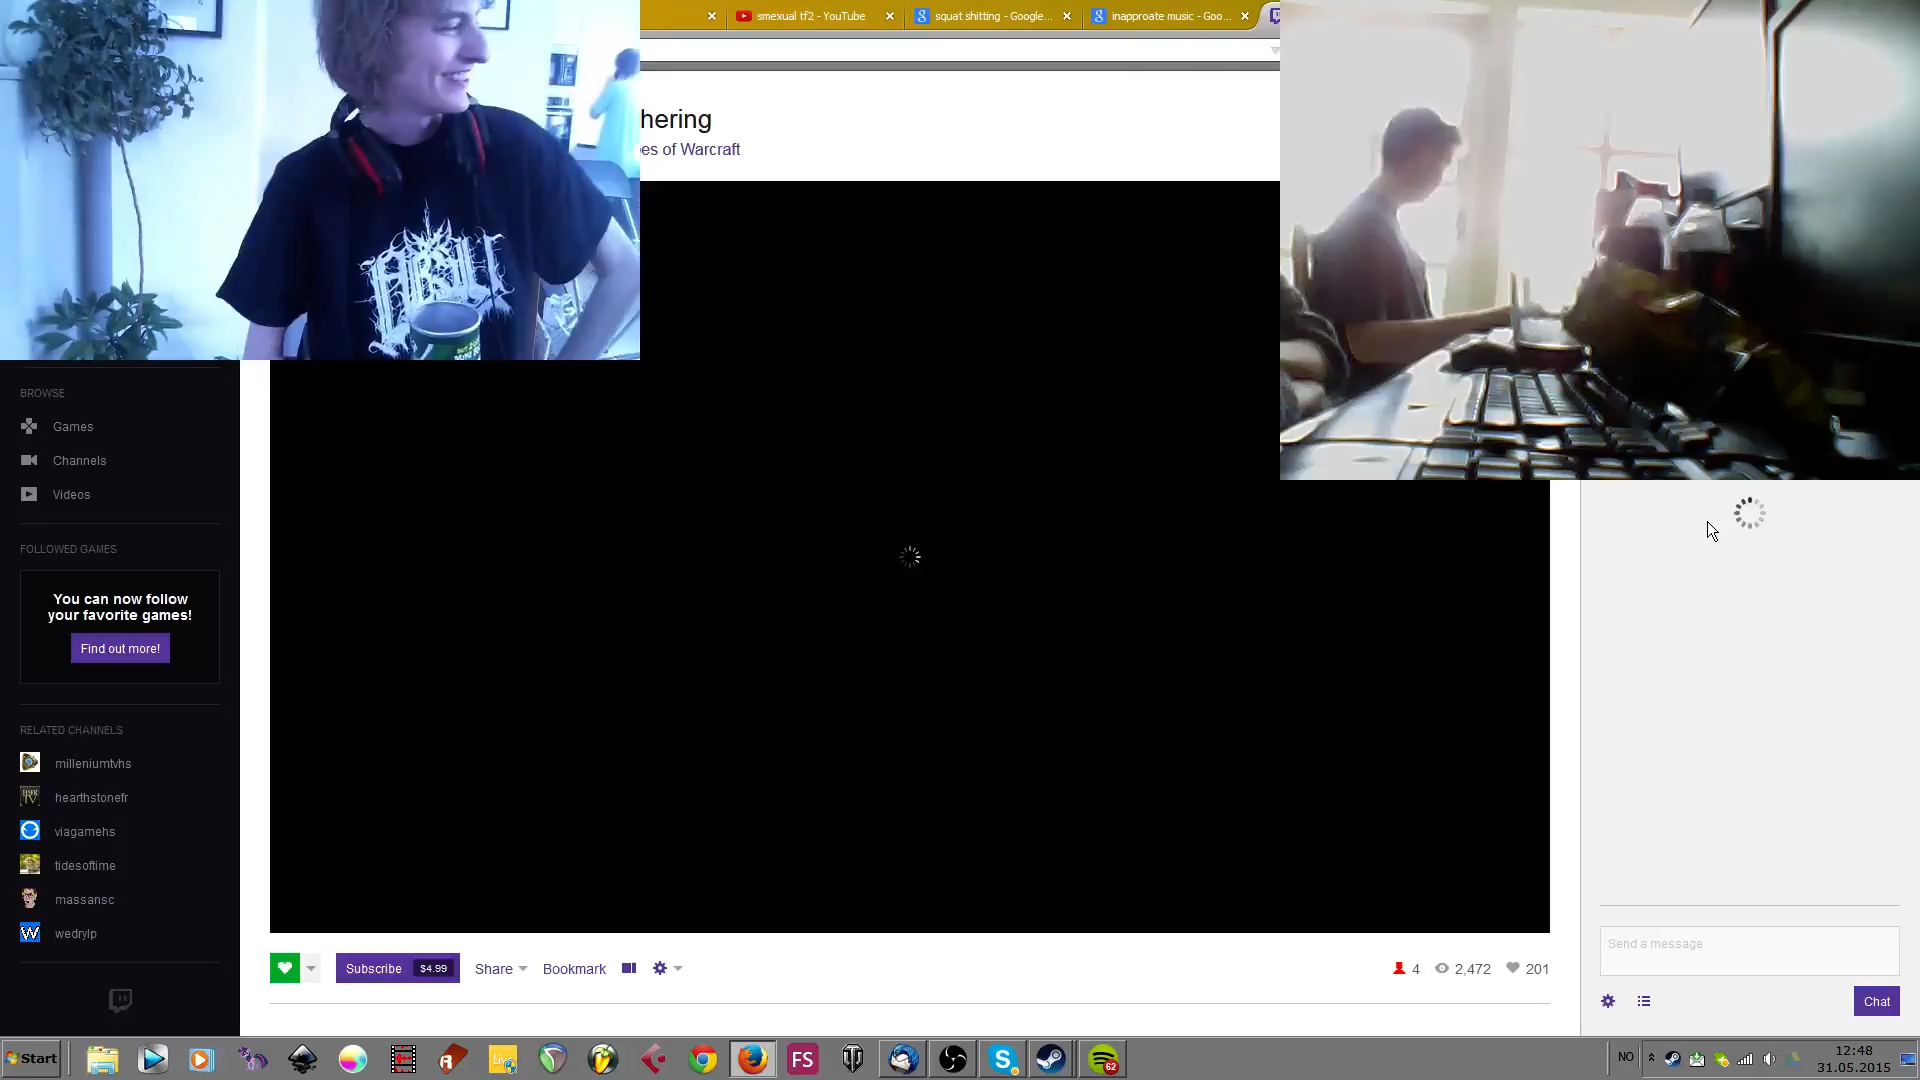 smexual tf2 - YouTube
squat shitting - Google...
inapproate music - Goo...
hering
es of Warcraft
BROWSE
Games
Channels
Videos
FOLLOWED GAMES
You can now follow
your favorite games!
Find out more!
RELATED CHANNELS
milleniumtvhs
hearthstonefr
viagamehs
tidesoftime
massansc
wedrylp
Subscribe $4.99 Share Bookmark
4 2,472 201
Send a message
Chat
Start
Live
FS
62
NO
12:48
31.05.2015